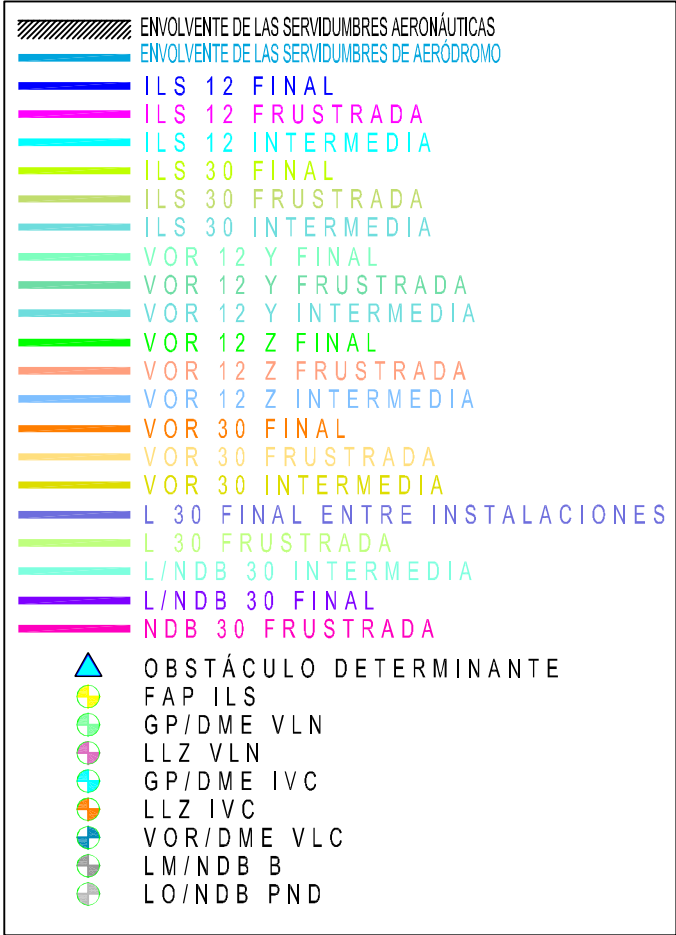 ENVOLVENTE DE LAS SERVIDUMBRES AERONÁUTICAS
ENVOLVENTE DE LAS SERVIDUMBRES DE AERÓDROMO
ILS 12 FINAL
ILS 12 FRUSTRADA
ILS 12 INTERMEDIA
ILS 30 FINAL
ILS 30 FRUSTRADA
ILS 30 INTERMEDIA
VOR 12 Y FINAL
VOR 12 Y FRUSTRADA
VOR 12 Y INTERMEDIA
VOR 12 Z FINAL
VOR 12 Z FRUSTRADA
VOR 12 Z INTERMEDIA
VOR 30 FINAL
VOR 30 FRUSTRADA
VOR 30 INTERMEDIA
L 30 FINAL ENTRE INSTALACIONES
L 30 FRUSTRADA
L/NDB 30 INTERMEDIA
L/NDB 30 FINAL
NDB 30 FRUSTRADA
OBSTÁCULO DETERMINANTE
FAP ILS
GP/DME VLN
LLZ VLN
GP/DME IVC
LLZ IVC
VOR/DME VLC
LM/NDB B
LO/NDB PND